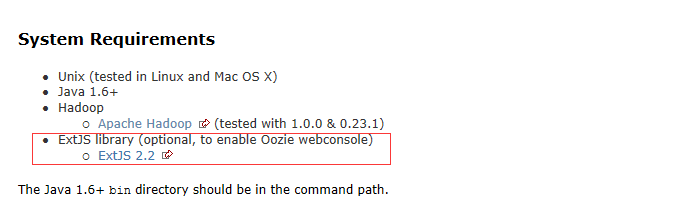 System Requirements
• Unix (tested in Linux and Mac OS X)
• Java 1.6+
• Hadoop
○ Apache Hadoop (tested with 1.0.0 & 0.23.1)
• ExtJS library (optional, to enable Oozie webconsole)
○ ExtJS 2.2
The Java 1.6+ bin directory should be in the command path.